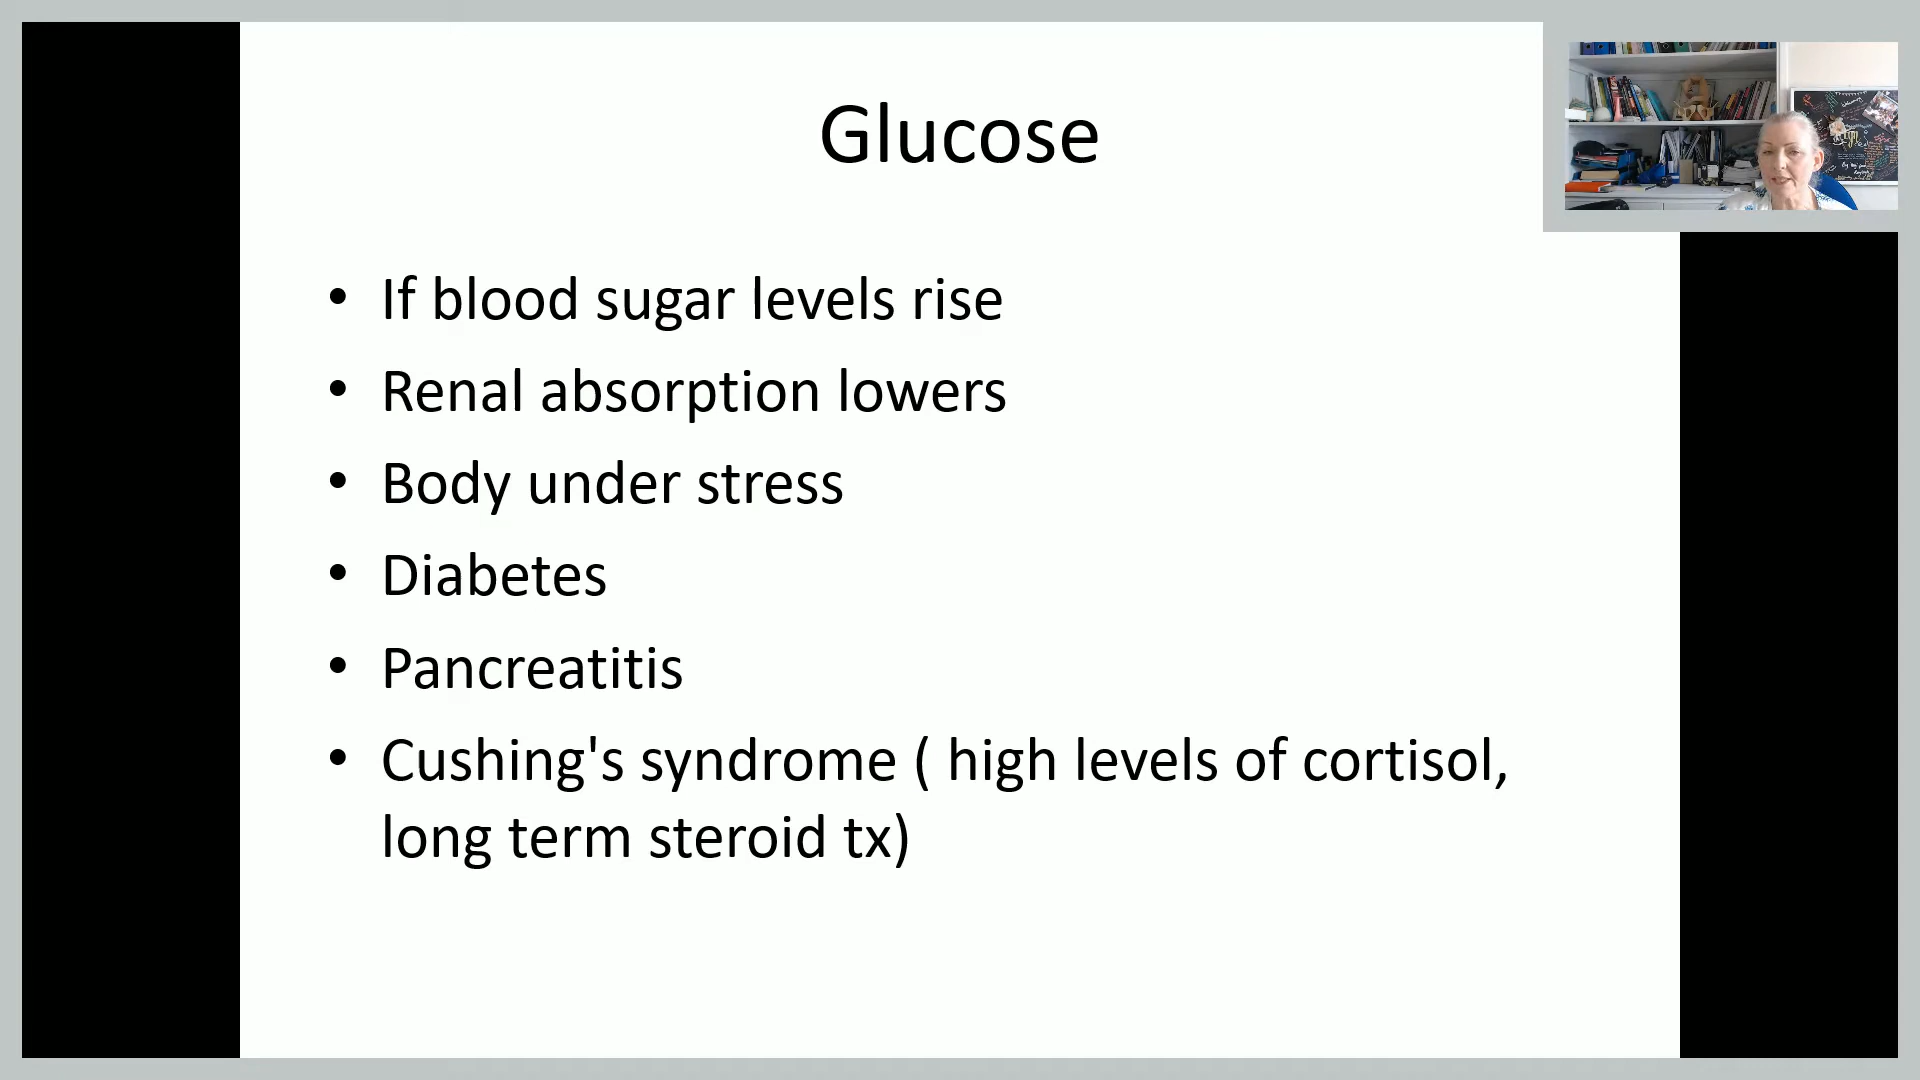 Glucose
• If blood sugar levels rise
• Renal absorption lowers
• Body under stress
• Diabetes
• Pancreatitis
• Cushing's syndrome ( high levels of cortisol,
long term steroid tx)